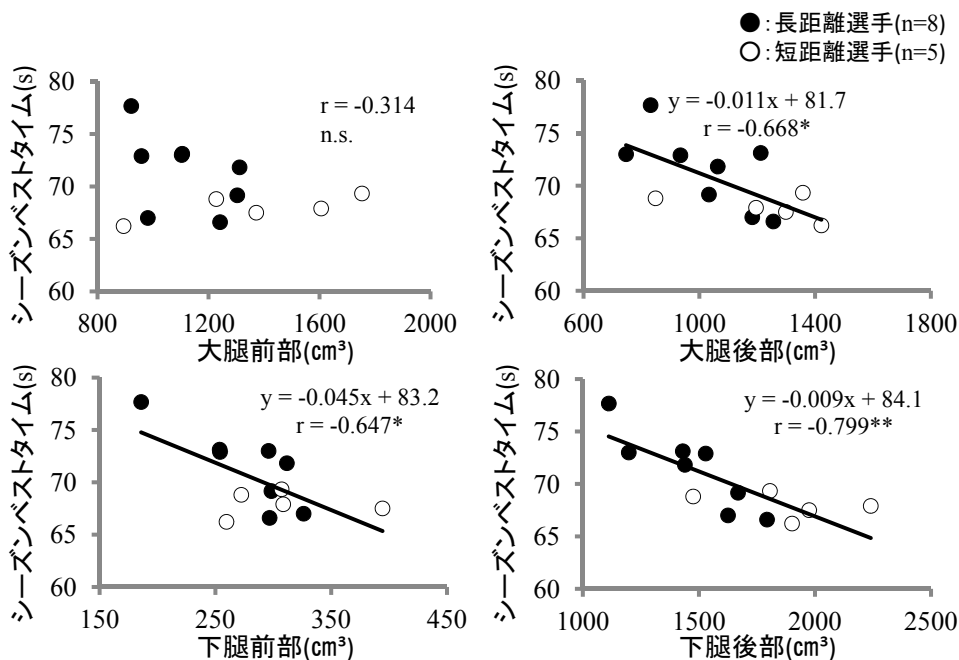 ●:長距離選手(n=8)
○:短距離選手(n=5)
シーズンベストタイム(s)
80
75
70
65
60
r = -0.314
n.s.
800
1200
1600
2000
大腿前部(cm³)
シーズンベストタイム(s)
80
75
70
65
60
y = -0.011x + 81.7
r = -0.668*
600
1000
1400
1800
大腿後部(cm³)
シーズンベストタイム(s)
80
75
70
65
60
y = -0.045x + 83.2
r = -0.647*
150
250
350
450
下腿前部(cm³)
シーズンベストタイム(s)
80
75
70
65
60
y = -0.009x + 84.1
r = -0.799**
1000
1500
2000
2500
下腿後部(cm³)